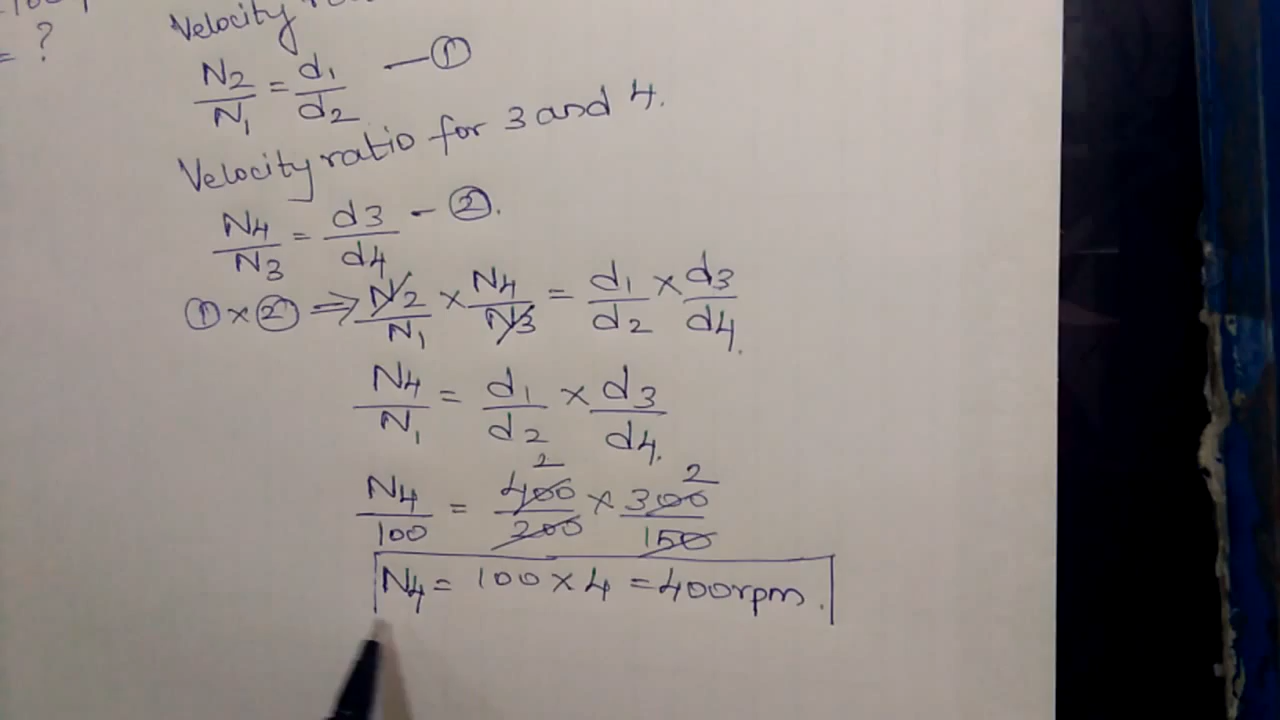 = ?
Velocity
N2/N1 = d1/d2 — ①
Velocity ratio for 3 and 4.
N4/N3 = d3/d4 - ②.
① × ② ⇒ N2/N1 × N4/N3 = d1/d2 × d3/d4.
N4/N1 = d1/d2 × d3/d4.
2 2
N4/100 = 400/200 × 300/150
N4 = 100 × 4 = 400rpm.